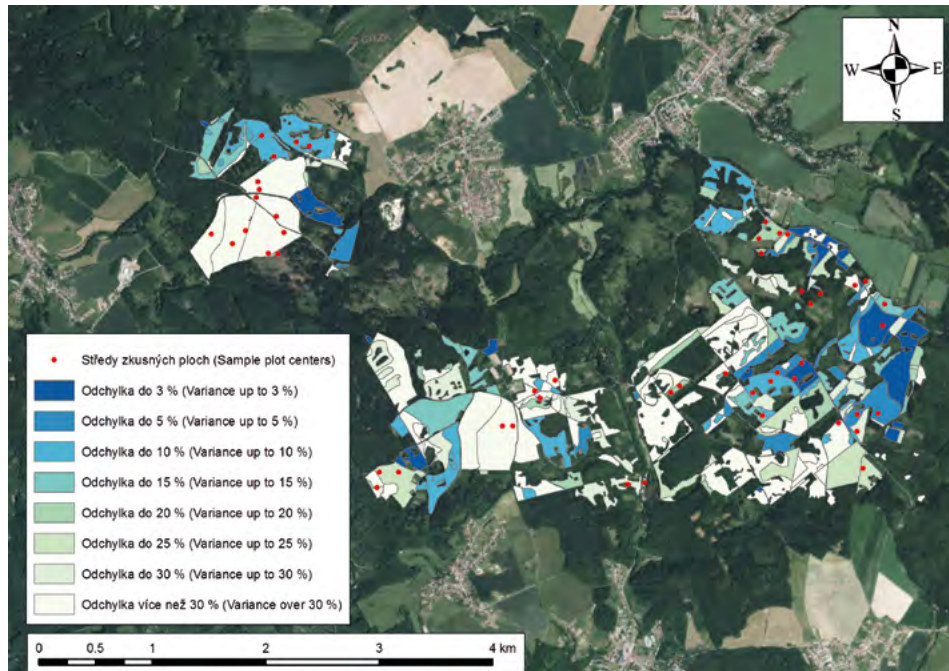 N
W E
S
Středy zkusných ploch (Sample plot centers)
Odchylka do 3 % (Variance up to 3 %)
Odchylka do 5 % (Variance up to 5 %)
Odchylka do 10 % (Variance up to 10 %)
Odchylka do 15 % (Variance up to 15 %)
Odchylka do 20 % (Variance up to 20 %)
Odchylka do 25 % (Variance up to 25 %)
Odchylka do 30 % (Variance up to 30 %)
Odchylka více než 30 % (Variance over 30 %)
0 0.5 1 2 3 4 km